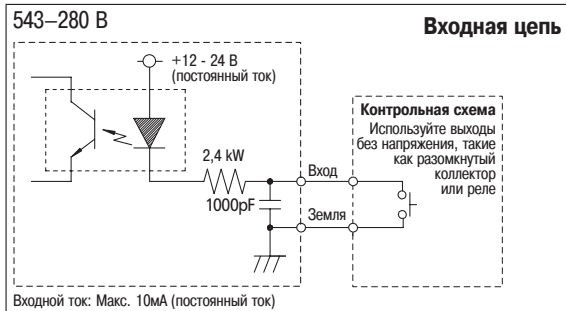 543–280 B
Входная цепь
+12 - 24 В
(постоянный ток)
Контрольная схема
Используйте выходы
без напряжения, такие
как разомкнутый
коллектор
или реле
2,4 kW
Вход
1000pF
Земля
Входной ток: Макс. 10мА (постоянный ток)